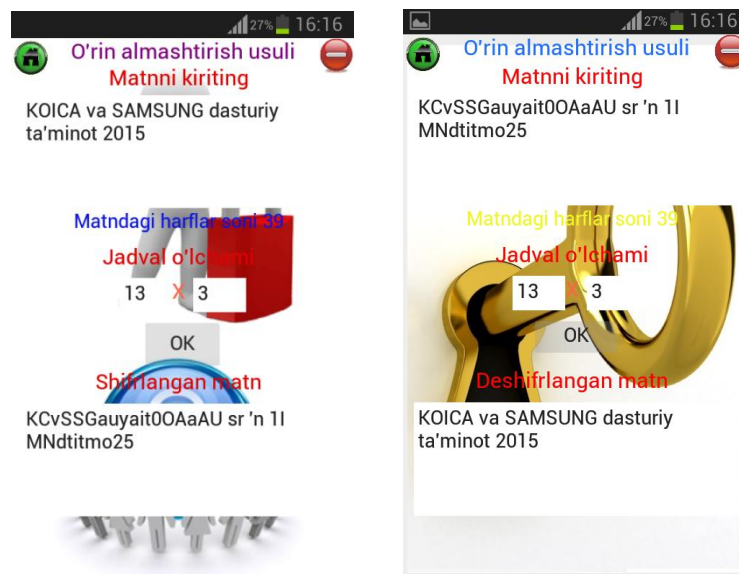 27% 16:16
O'rin almashtirish usuli
Matnni kiriting
KOICA va SAMSUNG dasturiy
ta'minot 2015
Matndagi harflar soni 39
Jadval o'lchami
13 X 3
OK
Shifrlangan matn
KCvSSGauyait0OAaAU sr 'n 1I
MNdtitmo25
27% 16:16
O'rin almashtirish usuli
Matnni kiriting
KCvSSGauyait0OAaAU sr 'n 1I
MNdtitmo25
Matndagi harflar soni 39
Jadval o'lchami
13 X 3
OK
Deshifrlangan matn
KOICA va SAMSUNG dasturiy
ta'minot 2015